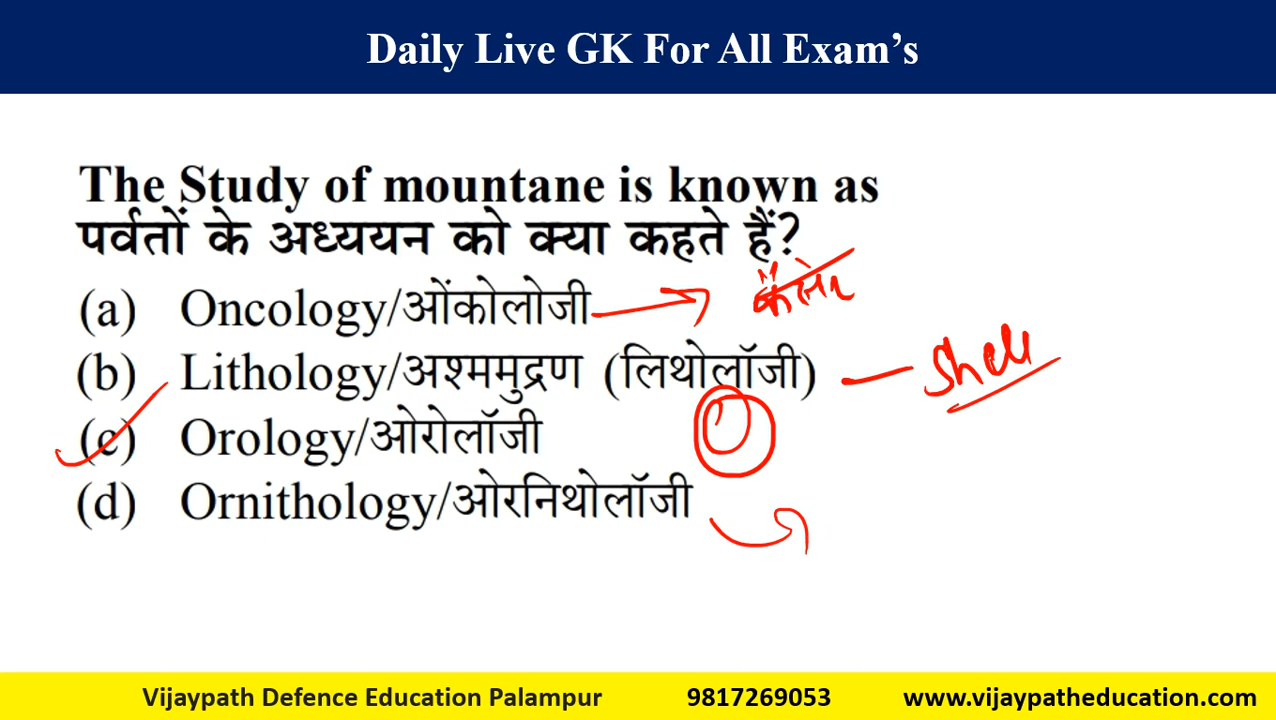 Daily Live GK For All Exam’s
The Study of mountane is known as
पर्वतों के अध्ययन को क्या कहते हैं?
(a) Oncology/ओंकोलोजी कैंसर
(b) Lithology/अश्ममुद्रण (लिथोलॉजी)
(c) Orology/ओरोलॉजी
(d) Ornithology/ओरनिथोलॉजी
Vijaypath Defence Education Palampur 9817269053 www.vijaypatheducation.com